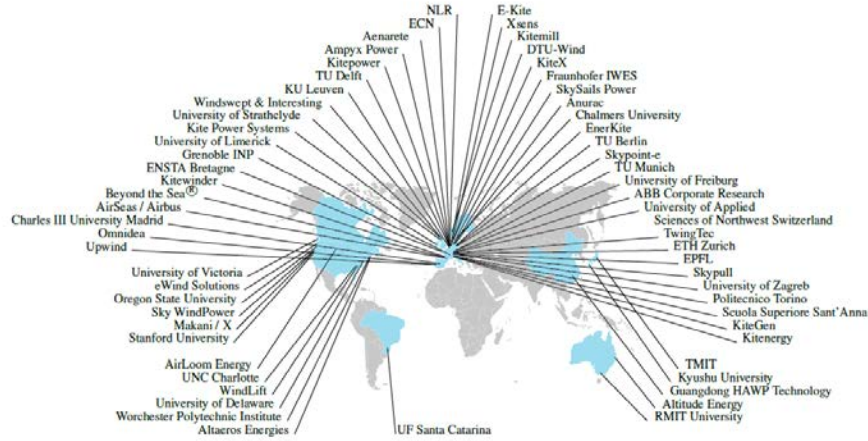 NLR
ECN
Aenarete
Ampyx Power
Kitepower
TU Delft
KU Leuven
Windswept & Interesting
University of Strathclyde
Kite Power Systems
University of Limerick
Grenoble INP
ENSTA Bretagne
Kitewinder
Beyond the Sea®
AirSeas / Airbus
Charles III University Madrid
Omnidea
Upwind
University of Victoria
eWind Solutions
Oregon State University
Sky WindPower
Makani / X
Stanford University
AirLoom Energy
UNC Charlotte
WindLift
University of Delaware
Worchester Polytechnic Institute
Altaeros Energies
UF Santa Catarina
E-Kite
Xsens
Kitemill
DTU-Wind
KiteX
Fraunhofer IWES
SkySails Power
Anurac
Chalmers University
EnerKite
TU Berlin
Skypoint-e
TU Munich
University of Freiburg
ABB Corporate Research
University of Applied
Sciences of Northwest Switzerland
TwingTec
ETH Zurich
EPFL
Skypull
University of Zagreb
Politecnico Torino
Scuola Superiore Sant'Anna
KiteGen
Kitenergy
TMIT
Kyushu University
Guangdong HAWP Technology
Altitude Energy
RMIT University